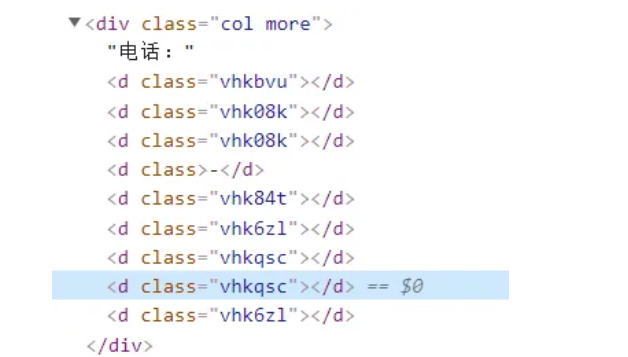 ▼<div class="col more">
"电话："
<d class="vhkbvu"></d>
<d class="vhk08k"></d>
<d class="vhk08k"></d>
<d class>-</d>
<d class="vhk84t"></d>
<d class="vhk6zl"></d>
<d class="vhkqsc"></d>
<d class="vhkqsc"></d> == $0
<d class="vhk6zl"></d>
</div>